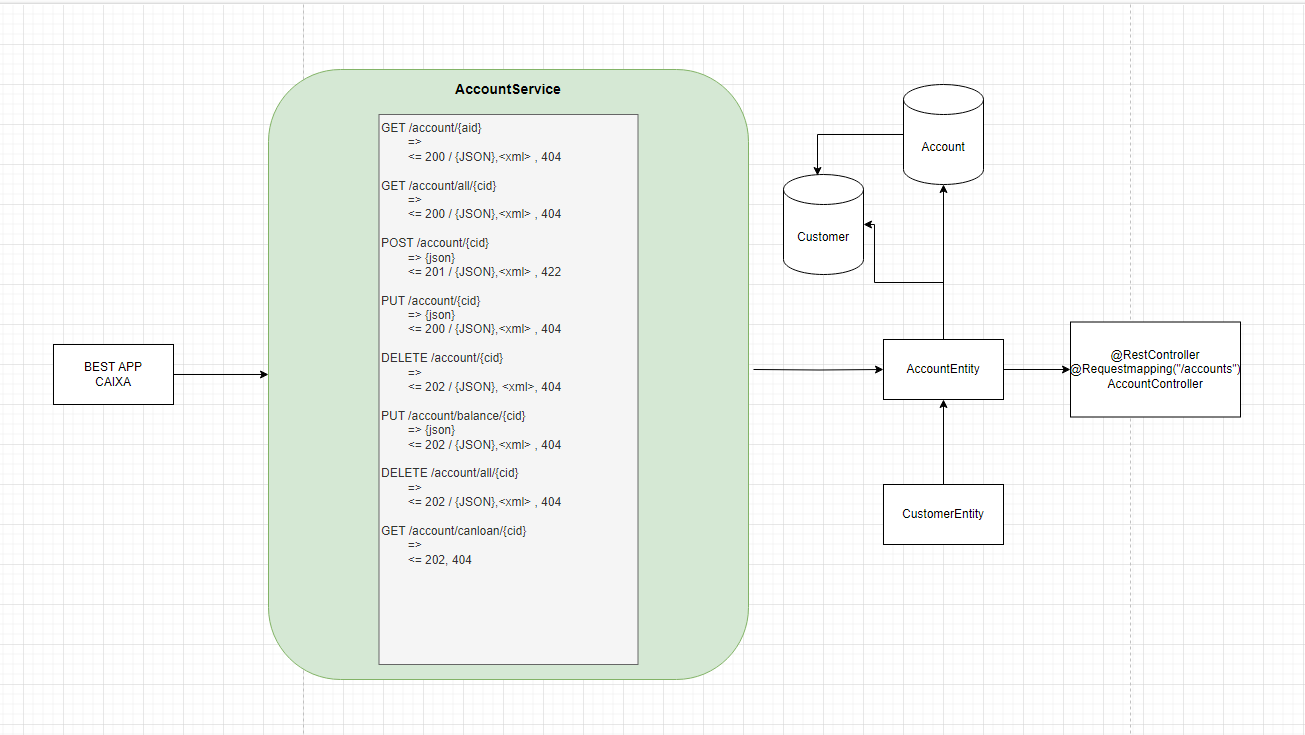 AccountService
GET /account/{aid}
=>
<= 200 / {JSON},<xml> , 404
GET /account/all/{cid}
=>
<= 200 / {JSON},<xml> , 404
POST /account/{cid}
=> {json}
<= 201 / {JSON},<xml> , 422
PUT /account/{cid}
=> {json}
<= 200 / {JSON},<xml> , 404
DELETE /account/{cid}
=>
<= 202 / {JSON}, <xml> , 404
PUT /account/balance/{cid}
=> {json}
<= 202 / {JSON},<xml> , 404
DELETE /account/all/{cid}
=>
<= 202 / {JSON},<xml> , 404
GET /account/canloan/{cid}
=>
<= 202, 404
BEST APP
CAIXA
Account
Customer
AccountEntity
@RestController
@Requestmapping("/accounts")
AccountController
CustomerEntity